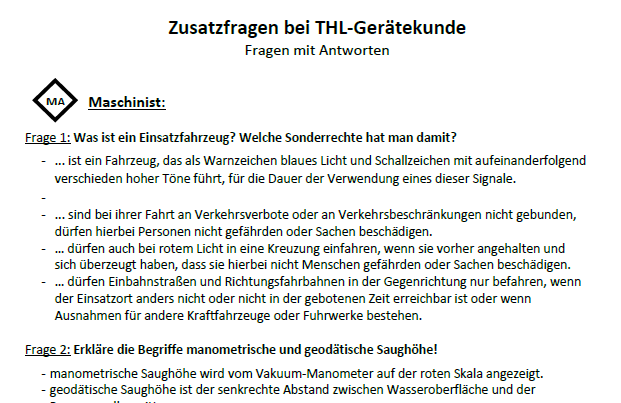 Zusatzfragen bei THL-Gerätekunde
Fragen mit Antworten
MA
Maschinist:
Frage 1: Was ist ein Einsatzfahrzeug? Welche Sonderrechte hat man damit?
- ... ist ein Fahrzeug, das als Warnzeichen blaues Licht und Schallzeichen mit aufeinanderfolgend
verschieden hoher Töne führt, für die Dauer der Verwendung eines dieser Signale.
-
- ... sind bei ihrer Fahrt an Verkehrsverbote oder an Verkehrsbeschränkungen nicht gebunden,
dürfen hierbei Personen nicht gefährden oder Sachen beschädigen.
- ... dürfen auch bei rotem Licht in eine Kreuzung einfahren, wenn sie vorher angehalten und
sich überzeugt haben, dass sie hierbei nicht Menschen gefährden oder Sachen beschädigen.
- ... dürfen Einbahnstraßen und Richtungsfahrbahnen in der Gegenrichtung nur befahren, wenn
der Einsatzort anders nicht oder nicht in der gebotenen Zeit erreichbar ist oder wenn
Ausnahmen für andere Kraftfahrzeuge oder Fuhrwerke bestehen.
Frage 2: Erkläre die Begriffe manometrische und geodätische Saughöhe!
- manometrische Saughöhe wird vom Vakuum-Manometer auf der roten Skala angezeigt.
- geodätische Saughöhe ist der senkrechte Abstand zwischen Wasseroberfläche und der